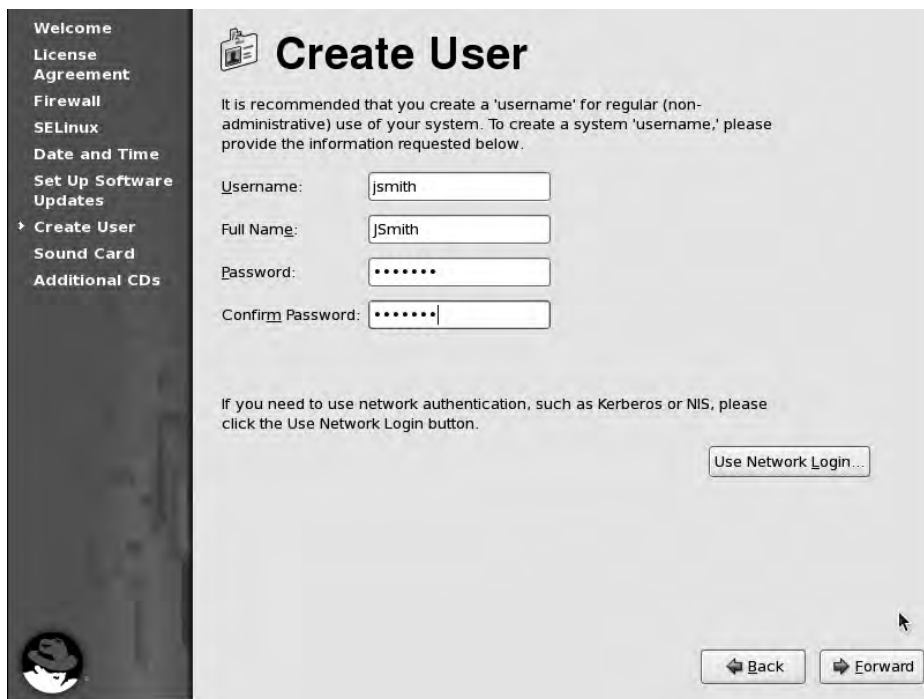 Welcome
License
Agreement
Firewall
SELinux
Date and Time
Set Up Software
Updates
Create User
Sound Card
Additional CDs
Create User
It is recommended that you create a 'username' for regular (non-
administrative) use of your system. To create a system 'username,' please
provide the information requested below.
Username: jsmith
Full Name: JSmith
Password: •••••••
Confirm Password: •••••••
If you need to use network authentication, such as Kerberos or NIS, please
click the Use Network Login button.
Use Network Login...
Back
Forward